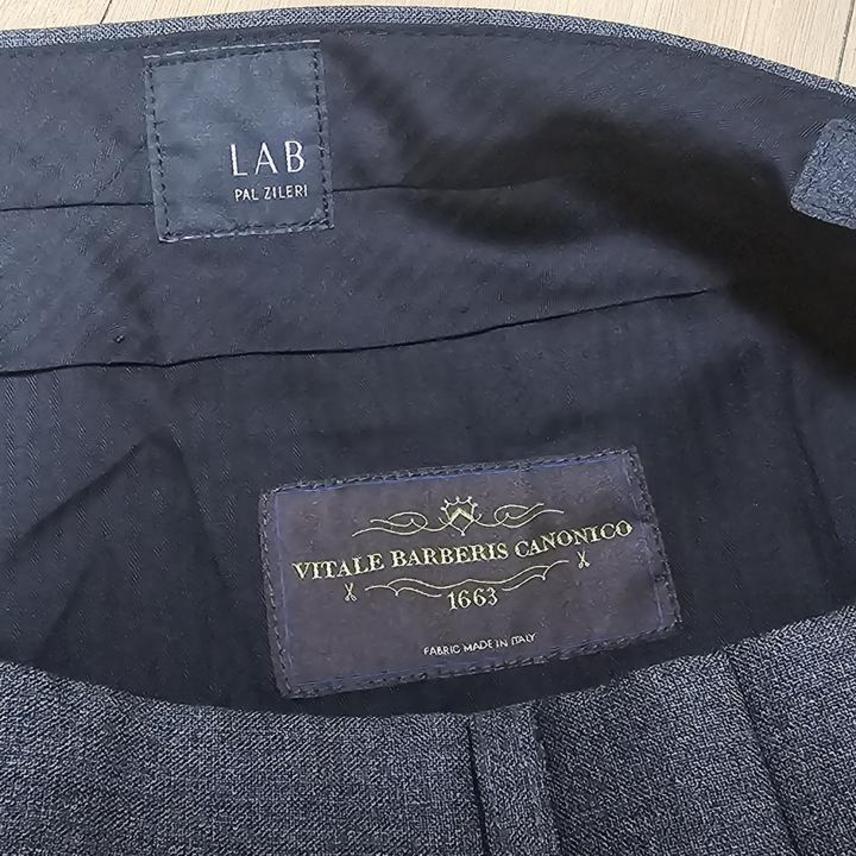 LAB
PAL ZILERI
VITALE BARBERIS CANONICO
1663
FABRIC MADE IN ITALY